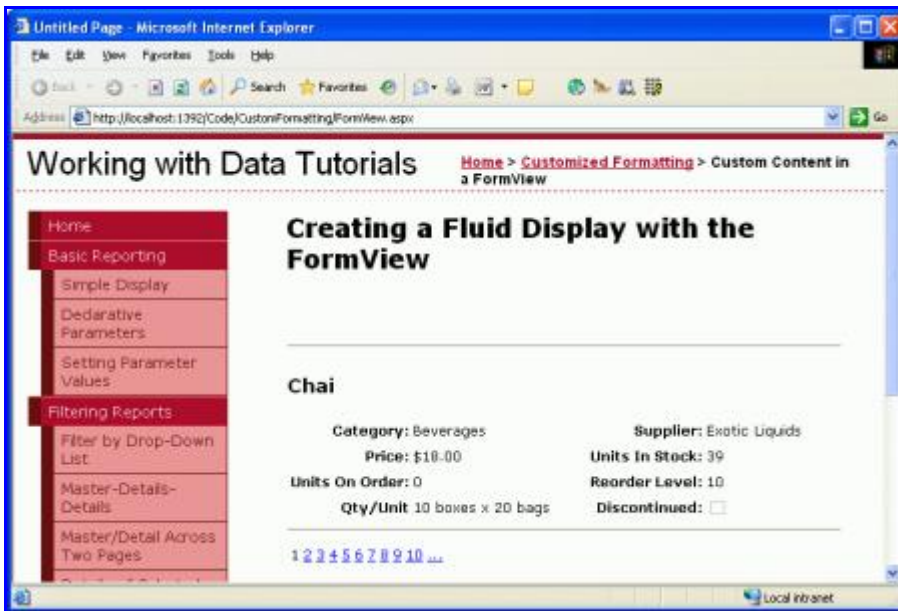 Untitled Page - Microsoft Internet Explorer
File Edit View Favorites Tools Help
Back Search Favorites
Address http://localhost:1392/Code/CustomFormatting/FormView.aspx Go
Working with Data Tutorials
Home > Customized Formatting > Custom Content in
a FormView
Home
Basic Reporting
Simple Display
Declarative
Parameters
Setting Parameter
Values
Filtering Reports
Filter by Drop-Down
List
Master-Details-
Details
Master/Detail Across
Two Pages
Creating a Fluid Display with the
FormView
Chai
Category: Beverages Supplier: Exotic Liquids
Price: $18.00 Units In Stock: 39
Units On Order: 0 Reorder Level: 10
Qty/Unit 10 boxes x 20 bags Discontinued:
1 2 3 4 5 6 7 8 9 10 ...
Local intranet